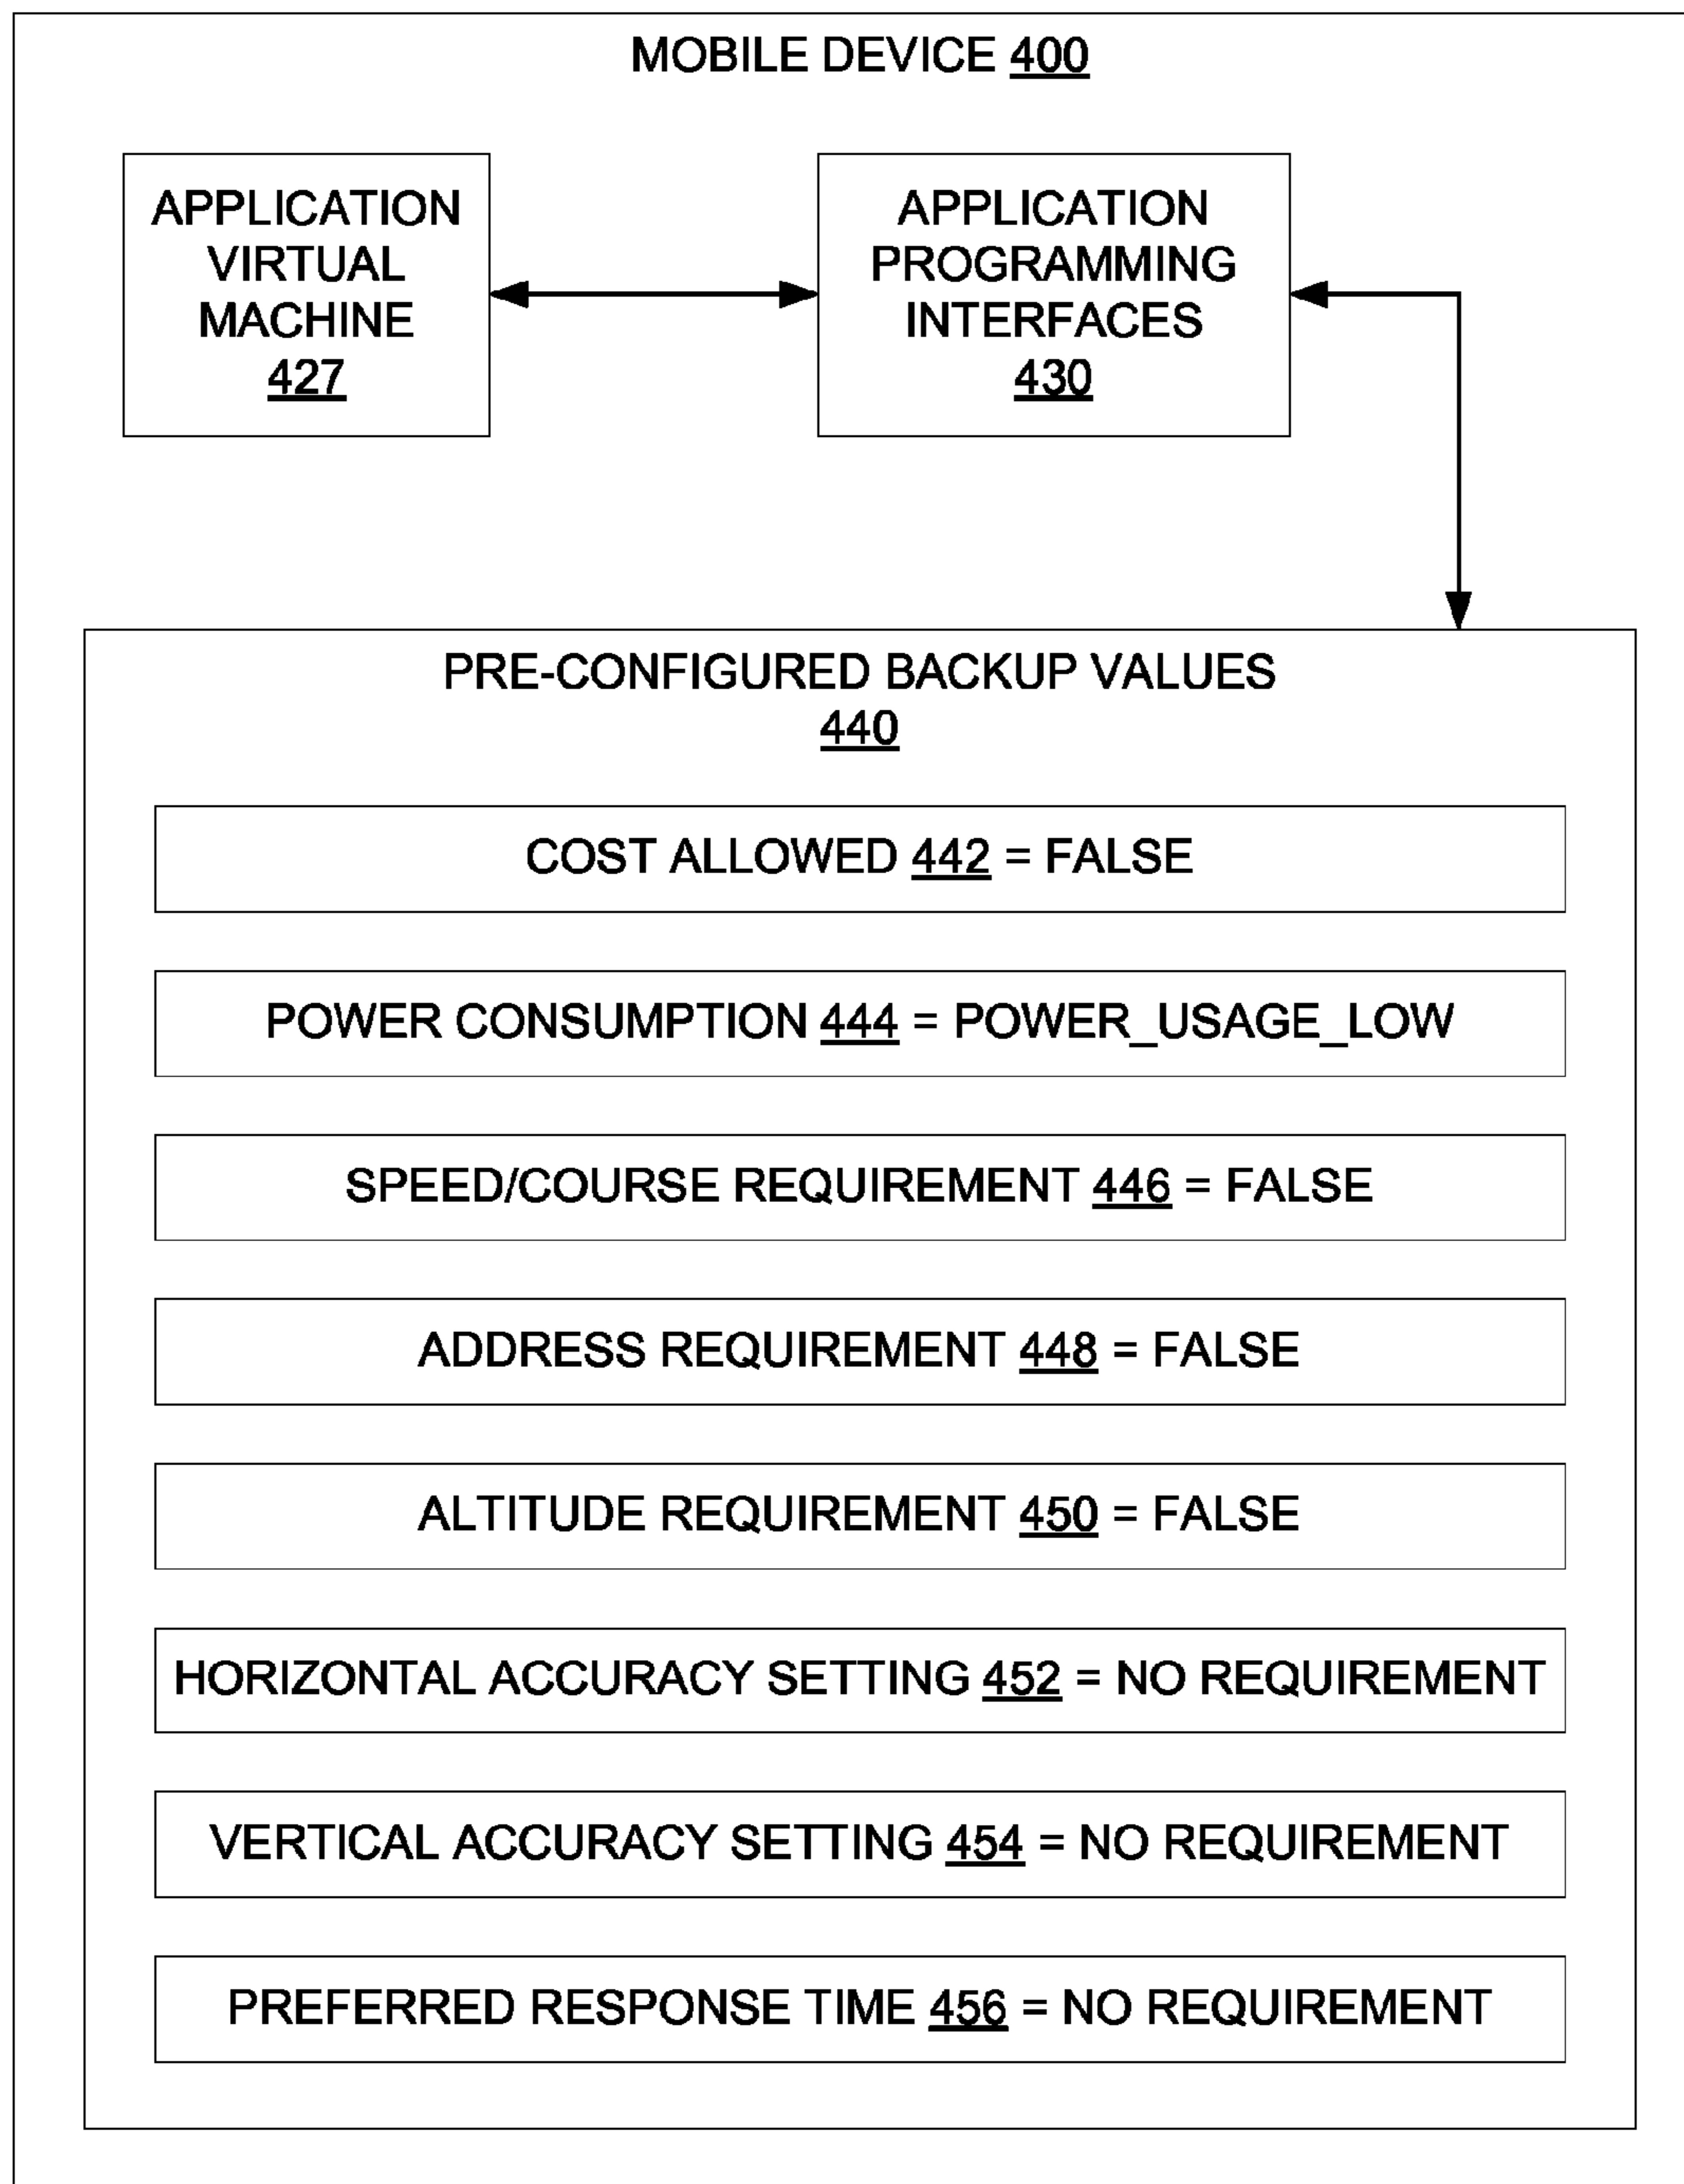 MOBILE DEVICE 400
APPLICATION
VIRTUAL
MACHINE
427
APPLICATION
PROGRAMMING
INTERFACES
430
PRE-CONFIGURED BACKUP VALUES
440
COST ALLOWED 442 = FALSE
POWER CONSUMPTION 444 = POWER_USAGE_LOW
SPEED/COURSE REQUIREMENT 446 = FALSE
ADDRESS REQUIREMENT 448 = FALSE
ALTITUDE REQUIREMENT 450 = FALSE
HORIZONTAL ACCURACY SETTING 452 = NO REQUIREMENT
VERTICAL ACCURACY SETTING 454 = NO REQUIREMENT
PREFERRED RESPONSE TIME 456 = NO REQUIREMENT